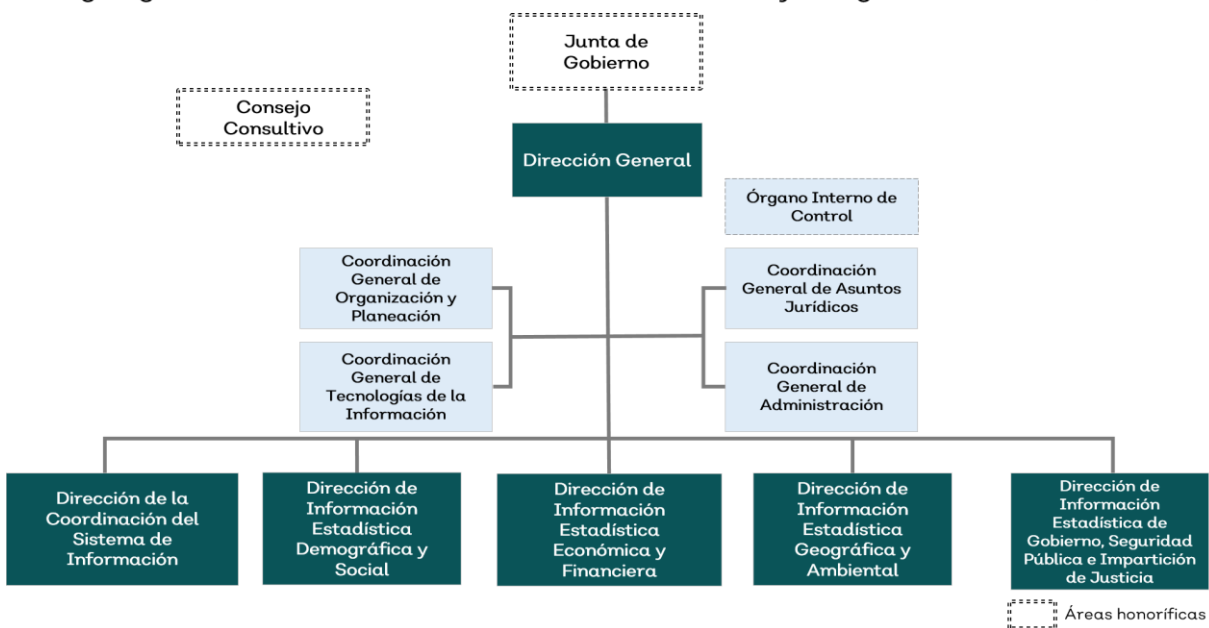 Junta de
Gobierno
Consejo
Consultivo
Dirección General
Órgano Interno de
Control
Coordinación
General de
Organización y
Planeación
Coordinación
General de Asuntos
Jurídicos
Coordinación
General de
Tecnologías de la
Información
Coordinación
General de
Administración
Dirección de la
Coordinación del
Sistema de
Información
Dirección de
Información
Estadística
Demográfica y
Social
Dirección de
Información
Estadística
Económica y
Financiera
Dirección de
Información
Estadística
Geográfica y
Ambiental
Dirección de
Información
Estadística de
Gobierno, Seguridad
Pública e Impartición
de Justicia
Áreas honoríficas